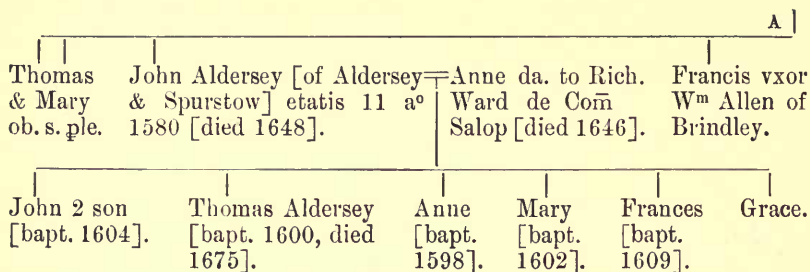 A
Thomas & Mary ob. s. ple.
John Aldersey [of Aldersey & Spurstow] etatis 11 aº 1580 [died 1648].
Anne da. to Rich. Ward de Com̄ Salop [died 1646].
Francis vxor Wᵐ Allen of Brindley.
John 2 son [bapt. 1604].
Thomas Aldersey [bapt. 1600, died 1675].
Anne [bapt. 1598].
Mary [bapt. 1602].
Frances [bapt. 1609].
Grace.